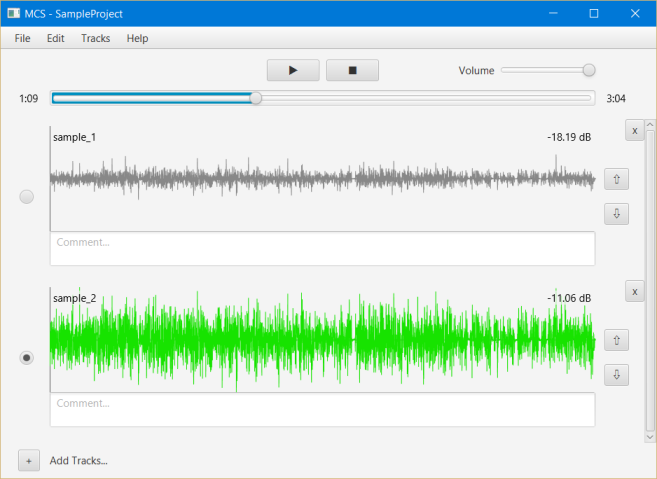 MCS - SampleProject
File Edit Tracks Help
Volume
1:09 3:04
sample_1 -18.19 dB x
Comment...
sample_2 -11.06 dB x
Comment...
+ Add Tracks...